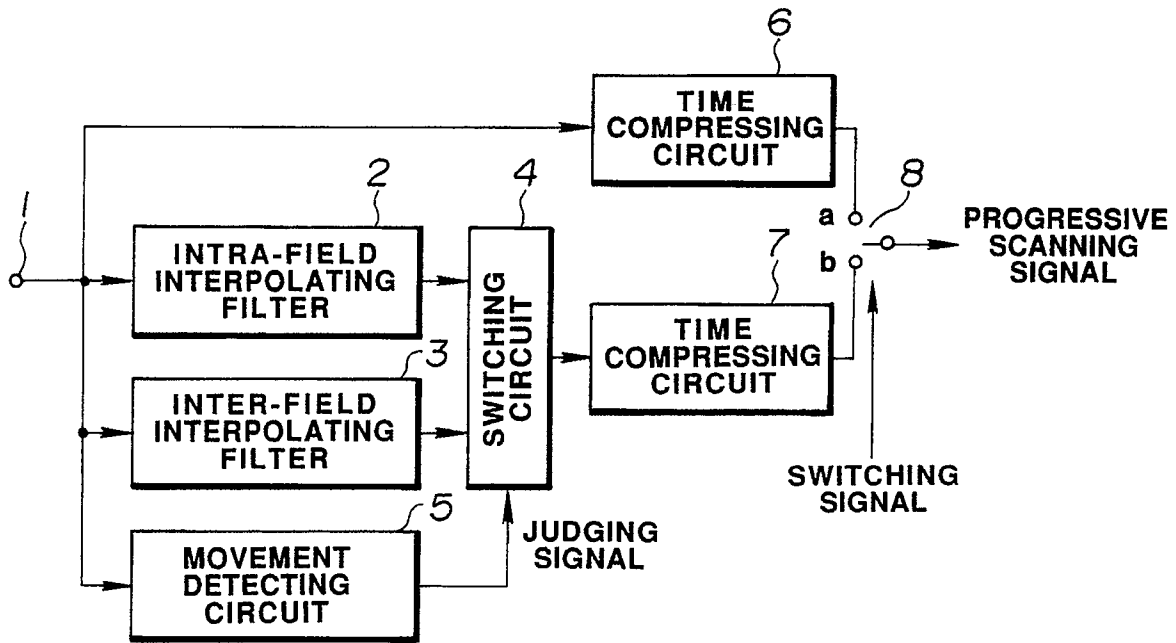 6
TIME
COMPRESSING
CIRCUIT
1
2
4
8
a
b
PROGRESSIVE
SCANNING
SIGNAL
INTRA-FIELD
INTERPOLATING
FILTER
SWITCHING
CIRCUIT
7
TIME
COMPRESSING
CIRCUIT
3
INTER-FIELD
INTERPOLATING
FILTER
SWITCHING
SIGNAL
5
JUDGING
SIGNAL
MOVEMENT
DETECTING
CIRCUIT